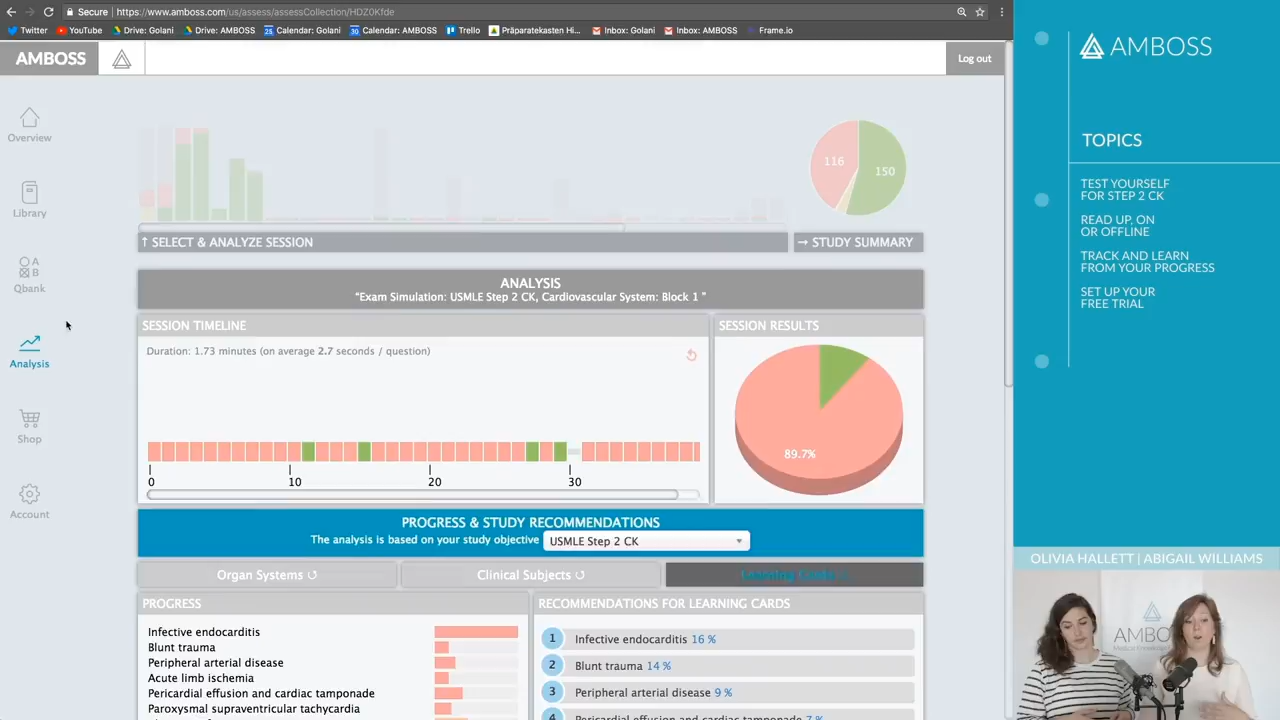 Secure | https://www.amboss.com/us/assess/assessCollection/HDZ0Kfde
Twitter
YouTube
Drive: Golani
Drive: AMBOSS
Calendar: Golani
Calendar: AMBOSS
Trello
Präparatekasten Hi...
Inbox: Golani
Inbox: AMBOSS
Frame.io
AMBOSS
Log out
Overview
Library
Qbank
Analysis
Shop
Account
116
150
↑ SELECT & ANALYZE SESSION
→ STUDY SUMMARY
ANALYSIS
"Exam Simulation: USMLE Step 2 CK, Cardiovascular System: Block 1 "
SESSION TIMELINE
Duration: 1.73 minutes (on average 2.7 seconds / question)
0
10
20
30
SESSION RESULTS
89.7%
PROGRESS & STUDY RECOMMENDATIONS
The analysis is based on your study objective USMLE Step 2 CK
Organ Systems
Clinical Subjects
PROGRESS
Infective endocarditis
Blunt trauma
Peripheral arterial disease
Acute limb ischemia
Pericardial effusion and cardiac tamponade
Paroxysmal supraventricular tachycardia
RECOMMENDATIONS FOR LEARNING CARDS
1 Infective endocarditis 16 %
2 Blunt trauma 14 %
3 Peripheral arterial disease 9 %
4 Pericardial effusion and cardiac tamponade 7 %
AMBOSS
TOPICS
TEST YOURSELF
FOR STEP 2 CK
READ UP, ON
OR OFFLINE
TRACK AND LEARN
FROM YOUR PROGRESS
SET UP YOUR
FREE TRIAL
OLIVIA HALLETT | ABIGAIL WILLIAMS